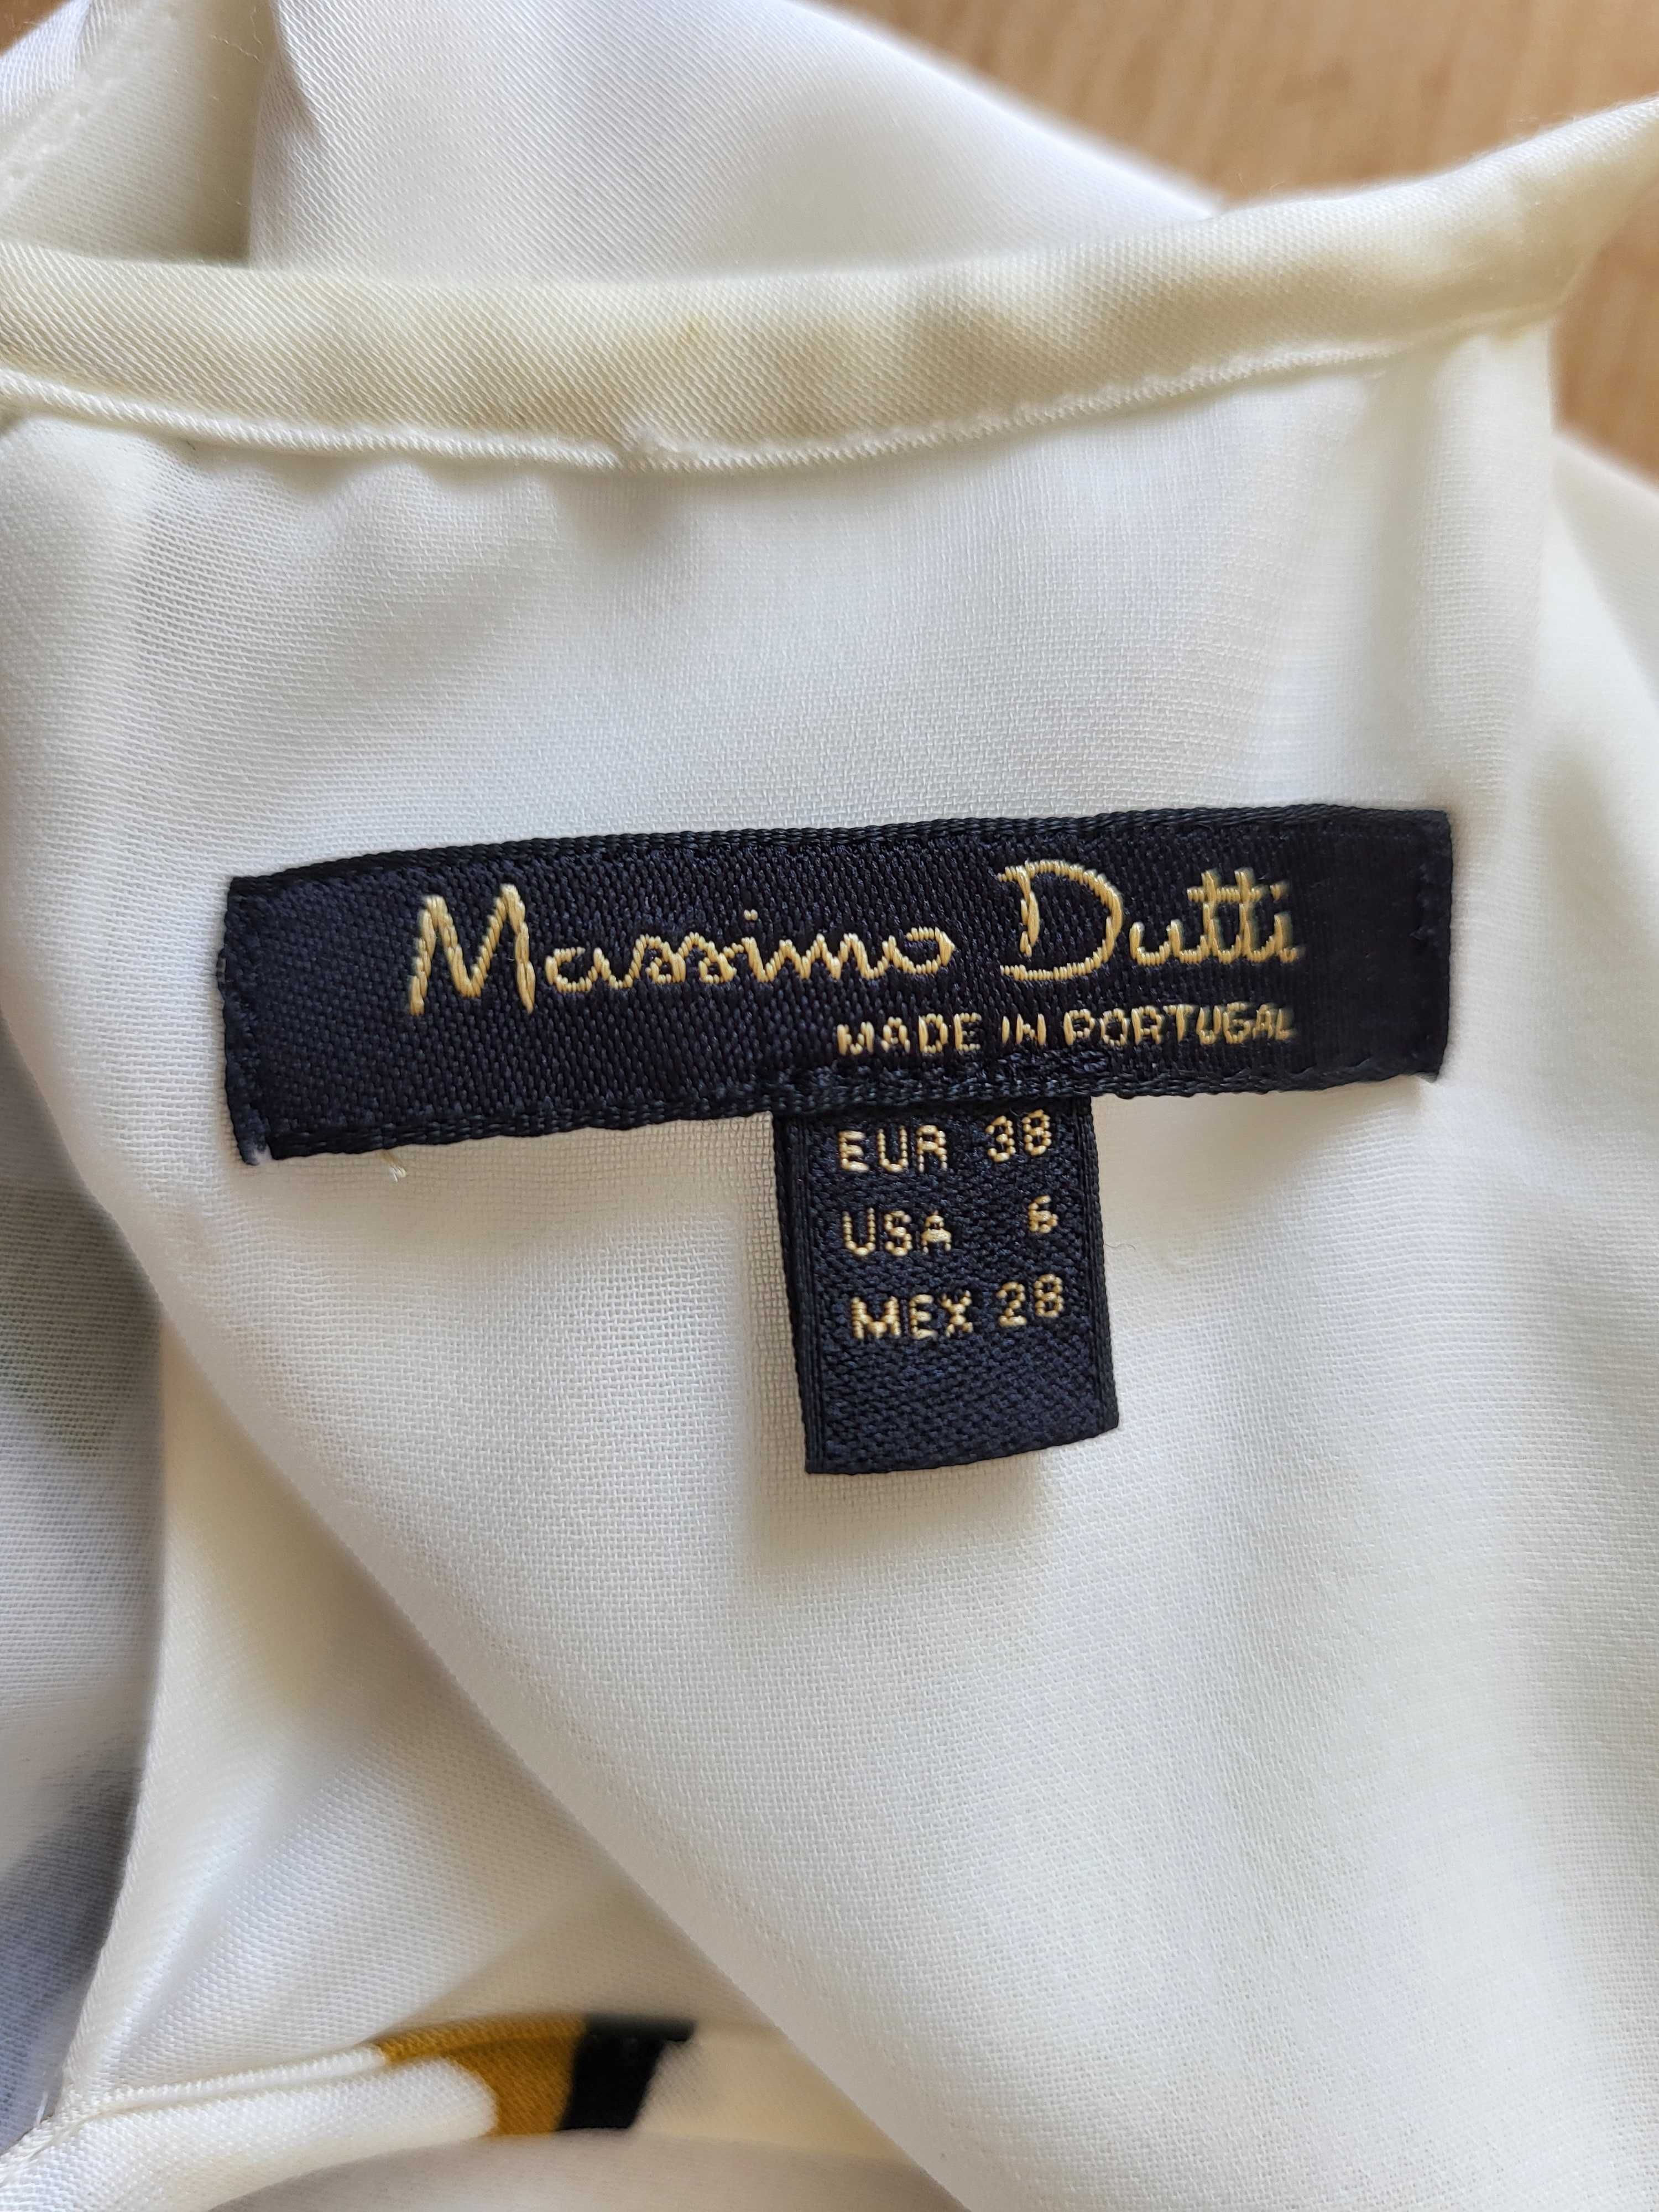 Massimo Dutti
MADE IN PORTUGAL
EUR 38
USA 6
MEX 28